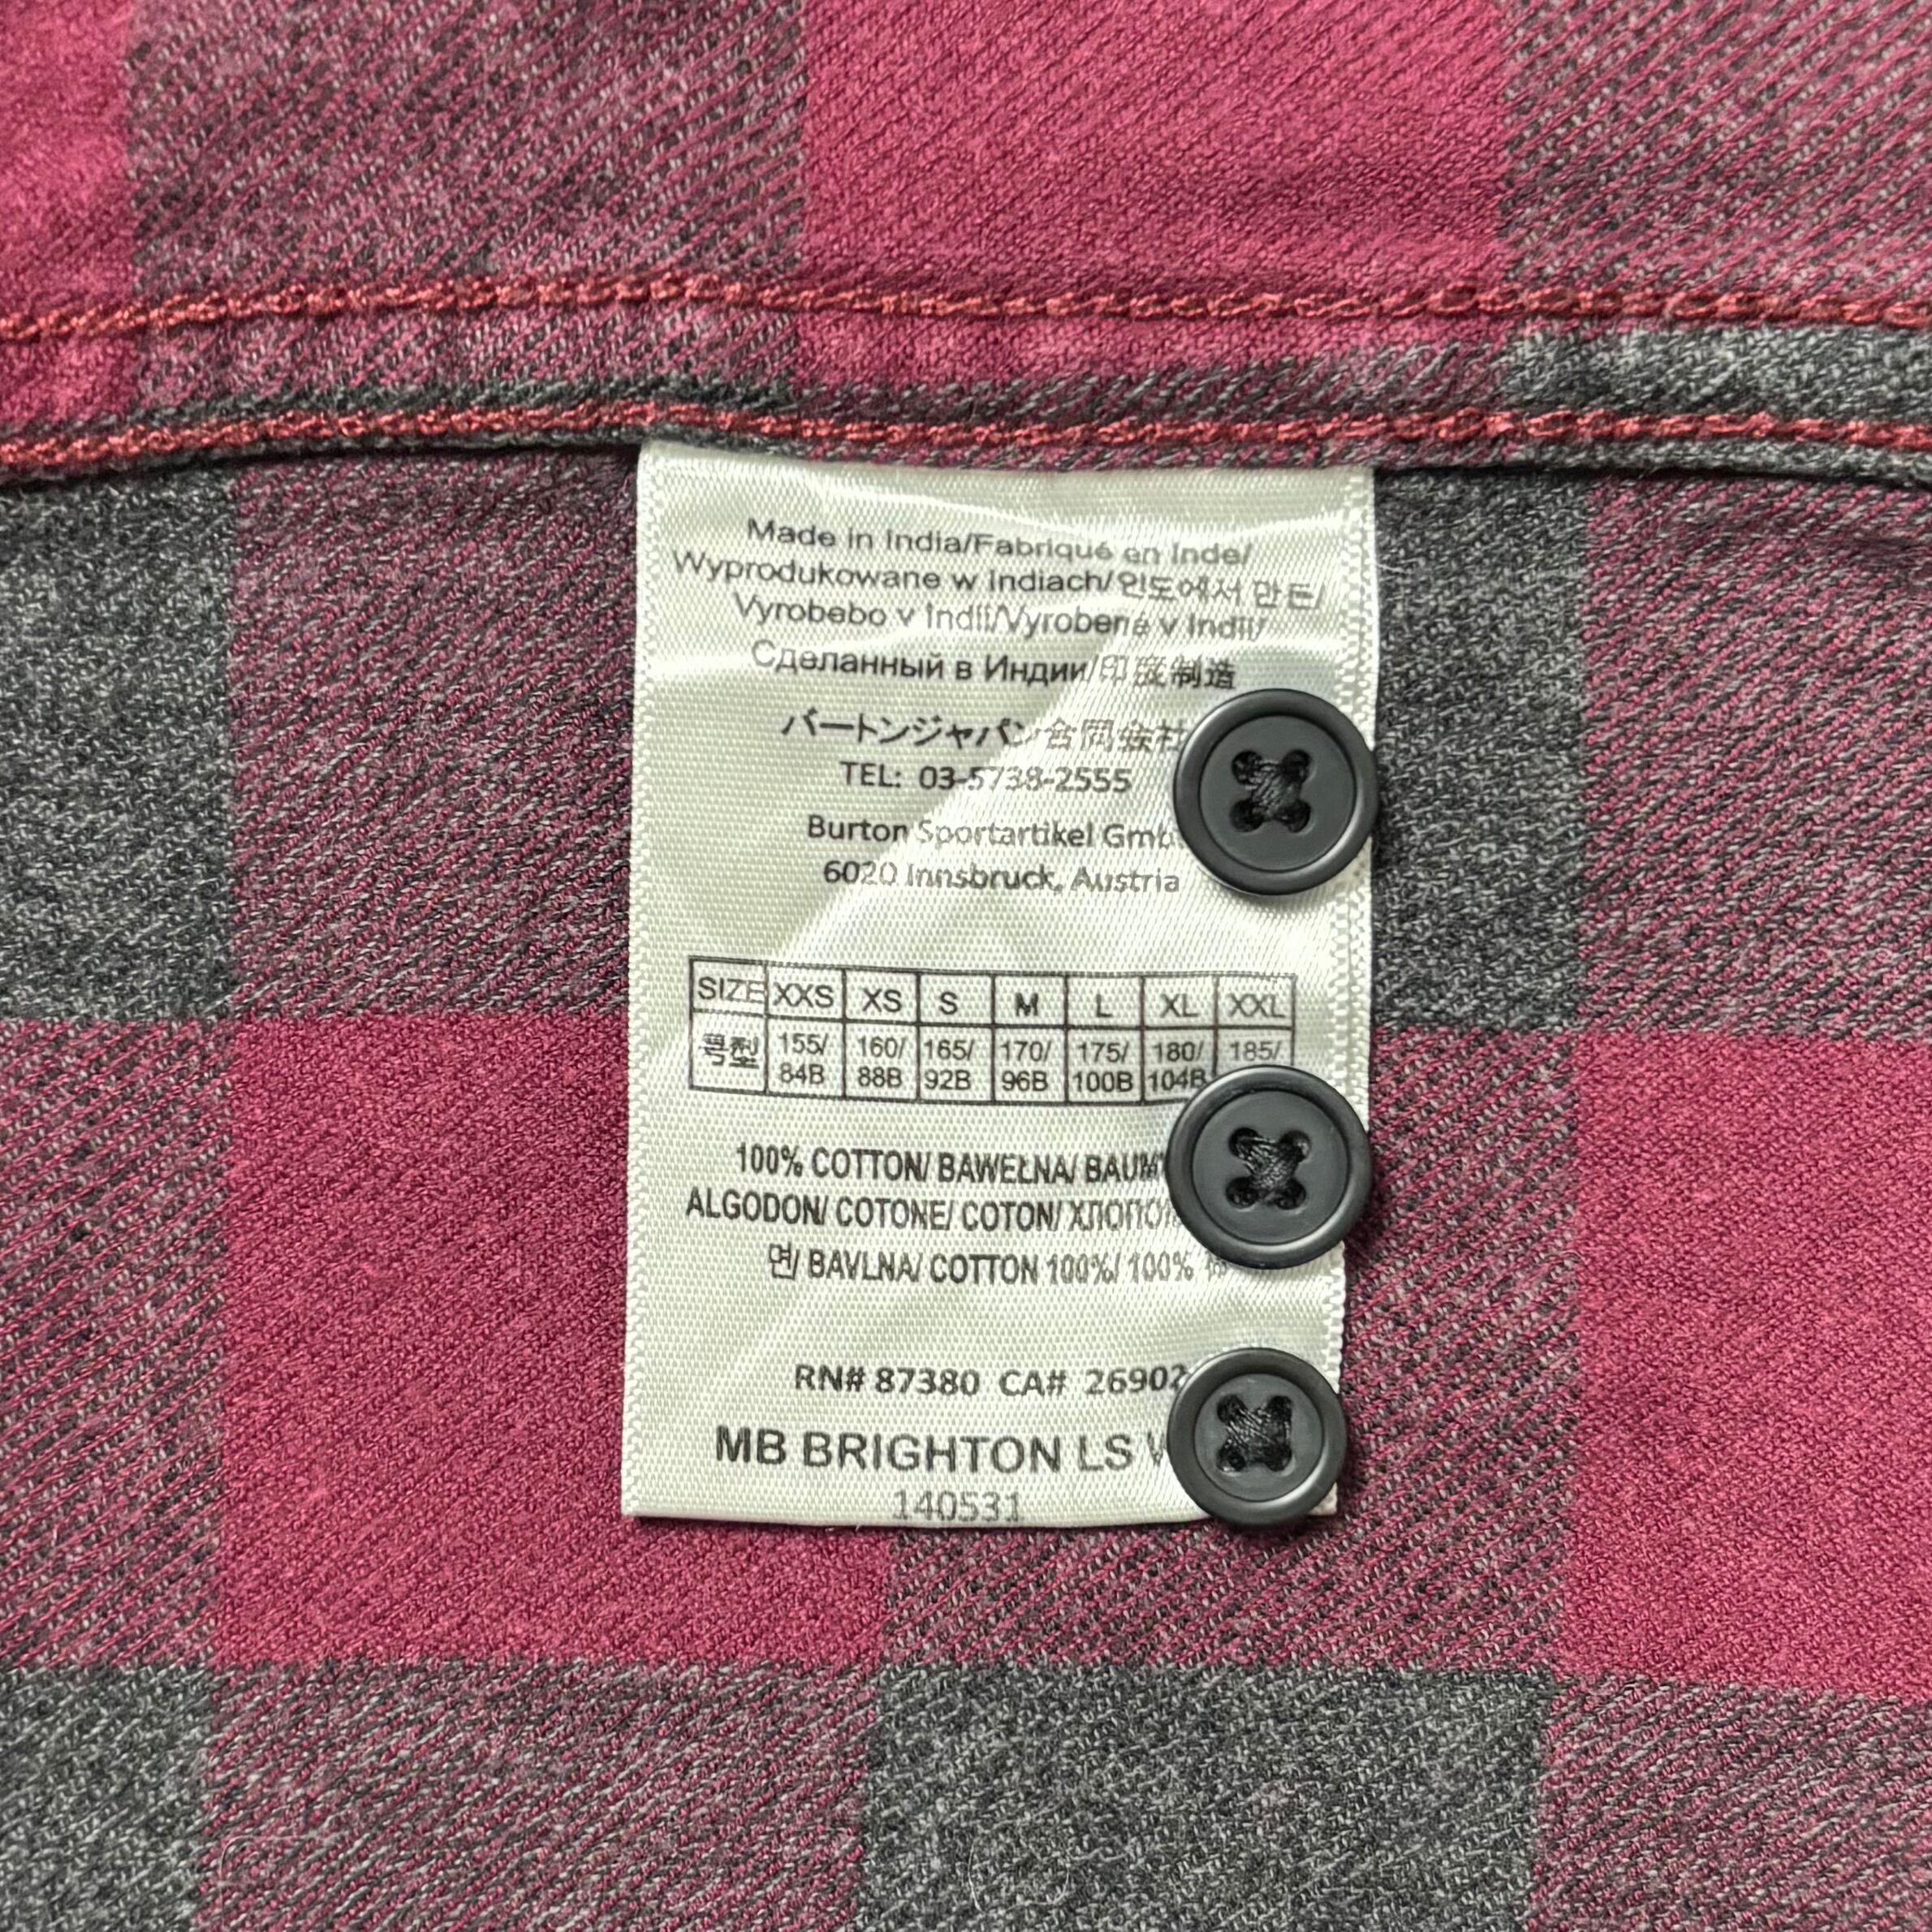 Made in India/Fabriqué en Inde/
Wyprodukowane w Indiach/인도에서 만든/
Vyrobebo v Indii/Vyrobené v Indii/
Сделанный в Индии/印度制造
バートンジャパン合同会社
TEL: 03-5738-2555
Burton Sportartikel
6020 Innsbruck, Austria
SIZE XXS XS S M L XL XXL
号型 155/84B 160/88B 165/92B 170/96B 175/100B 180/104B 185/
100% COTTON/ BAWEŁNA/
ALGODON/ COTONE/ COTON/
면/ BAVLNA/ COTTON 100%/ 100%
RN# 87380 CA# 26902
MB BRIGHTON LS
140531